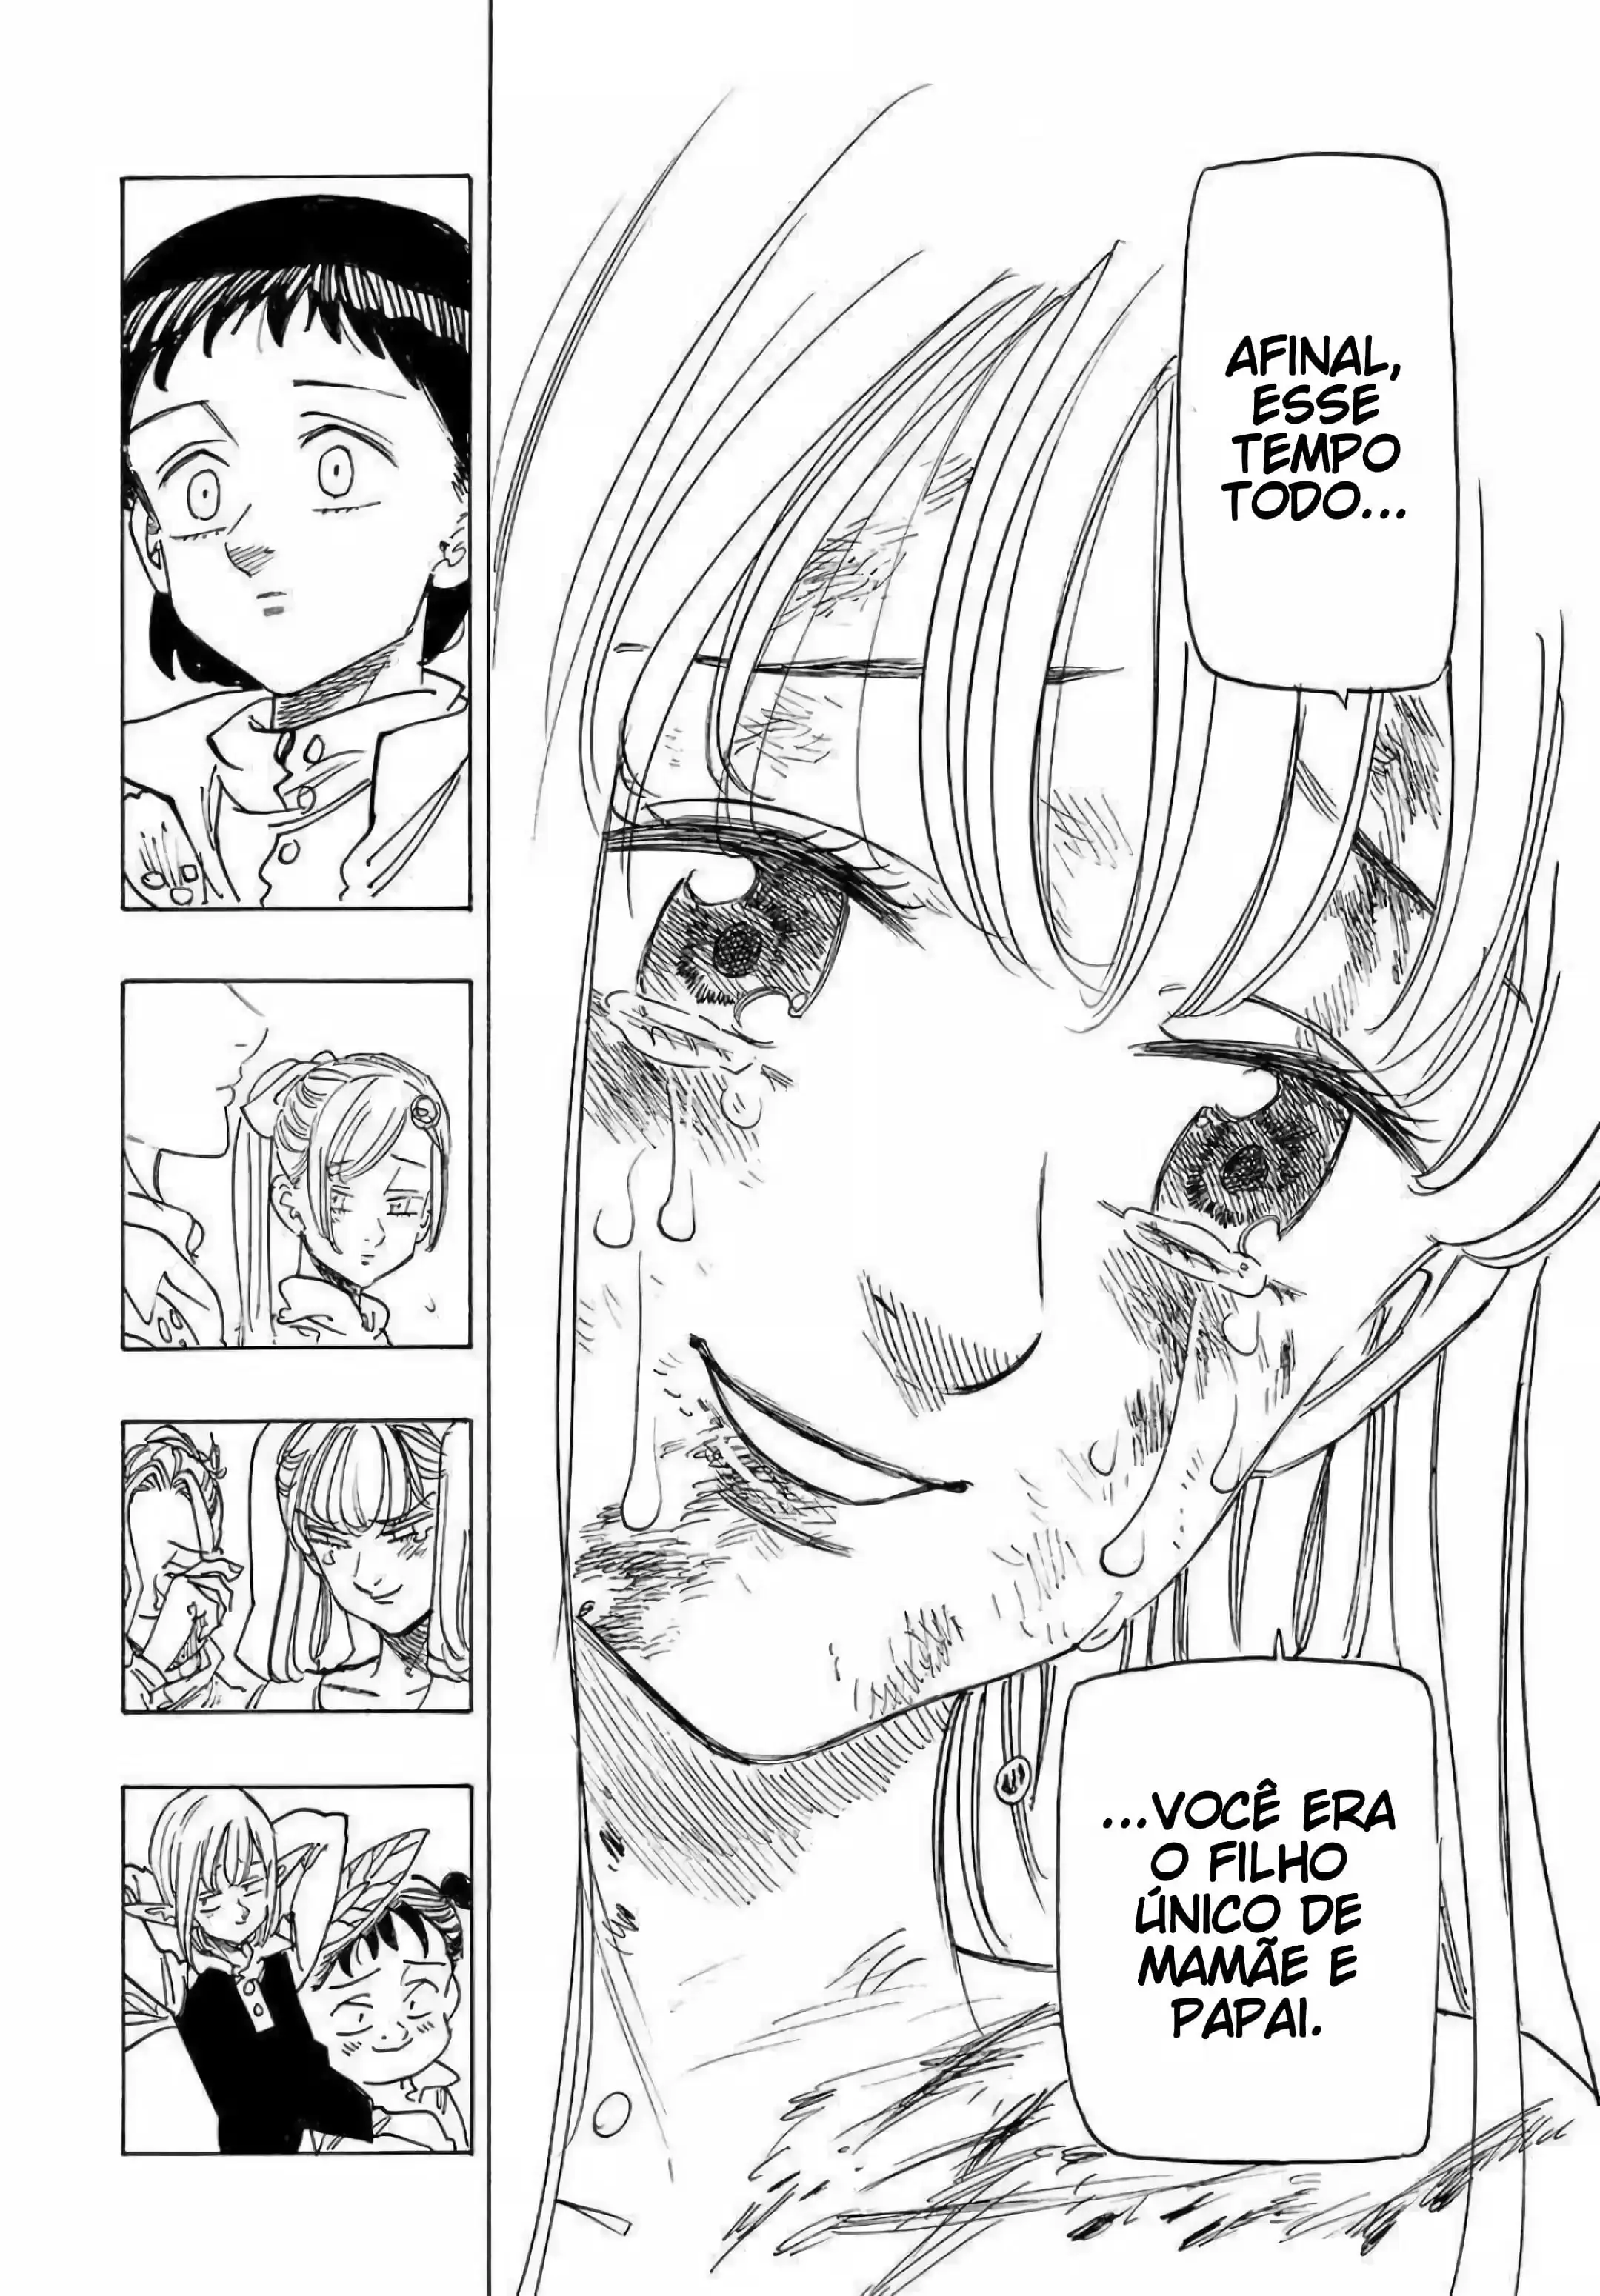 AFINAL,
ESSE
TEMPO
TODO...
...VOCÊ ERA
O FILHO
ÚNICO DE
MAMÃE E
PAPAI.